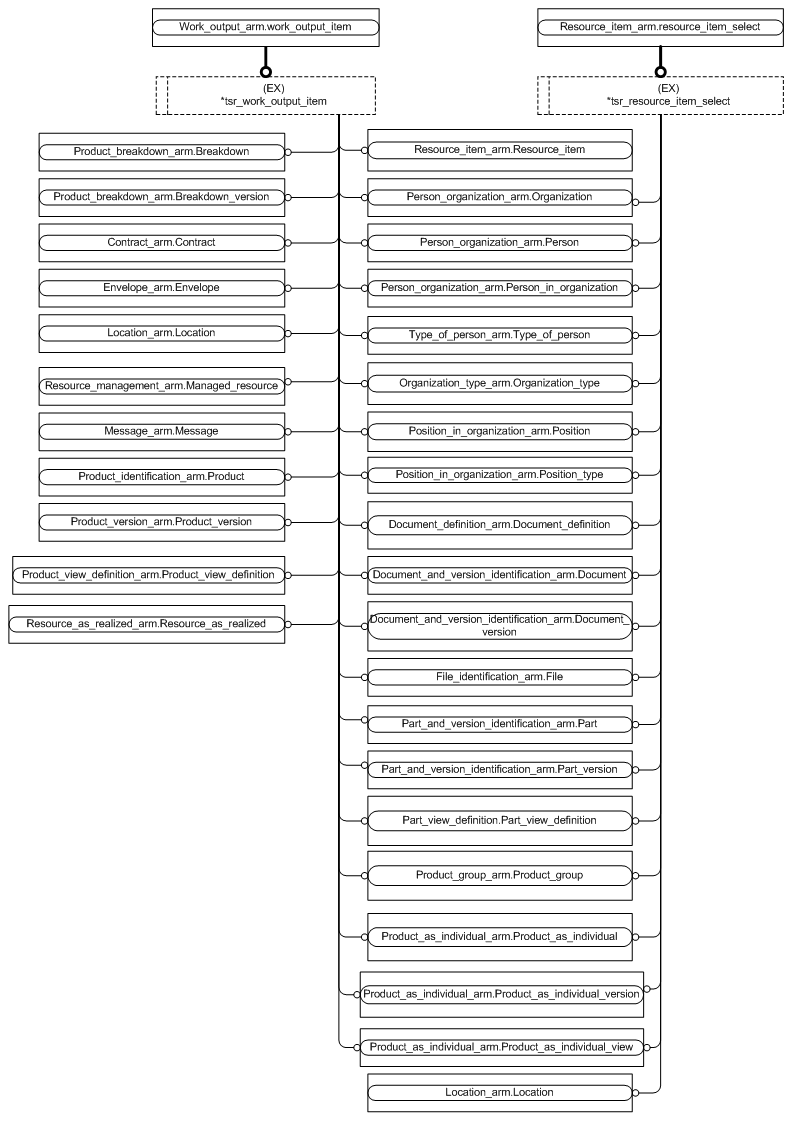 Work_output_arm.work_output_item
Resource_item_arm.resource_item_select
(EX)
*tsr_work_output_item
(EX)
*tsr_resource_item_select
Product_breakdown_arm.Breakdown
Resource_item_arm.Resource_item
Product_breakdown_arm.Breakdown_version
Person_organization_arm.Organization
Contract_arm.Contract
Person_organization_arm.Person
Envelope_arm.Envelope
Person_organization_arm.Person_in_organization
Location_arm.Location
Type_of_person_arm.Type_of_person
Resource_management_arm.Managed_resource
Organization_type_arm.Organization_type
Message_arm.Message
Position_in_organization_arm.Position
Product_identification_arm.Product
Position_in_organization_arm.Position_type
Product_version_arm.Product_version
Document_definition_arm.Document_definition
Product_view_definition_arm.Product_view_definition
Document_and_version_identification_arm.Document
Resource_as_realized_arm.Resource_as_realized
Document_and_version_identification_arm.Document_
version
File_identification_arm.File
Part_and_version_identification_arm.Part
Part_and_version_identification_arm.Part_version
Part_view_definition.Part_view_definition
Product_group_arm.Product_group
Product_as_individual_arm.Product_as_individual
Product_as_individual_arm.Product_as_individual_version
Product_as_individual_arm.Product_as_individual_view
Location_arm.Location